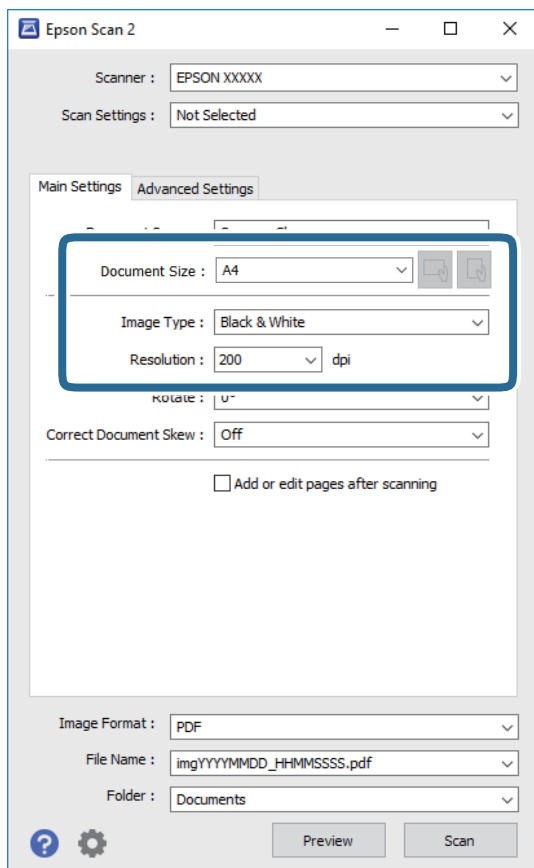 Epson Scan 2
Scanner : EPSON XXXXX
Scan Settings : Not Selected
Main Settings Advanced Settings
Document Size : A4
Image Type : Black & White
Resolution : 200 dpi
Rotate : 0°
Correct Document Skew : Off
Add or edit pages after scanning
Image Format : PDF
File Name : imgYYYYMMDD_HHMMSSSS.pdf
Folder : Documents
? Preview Scan